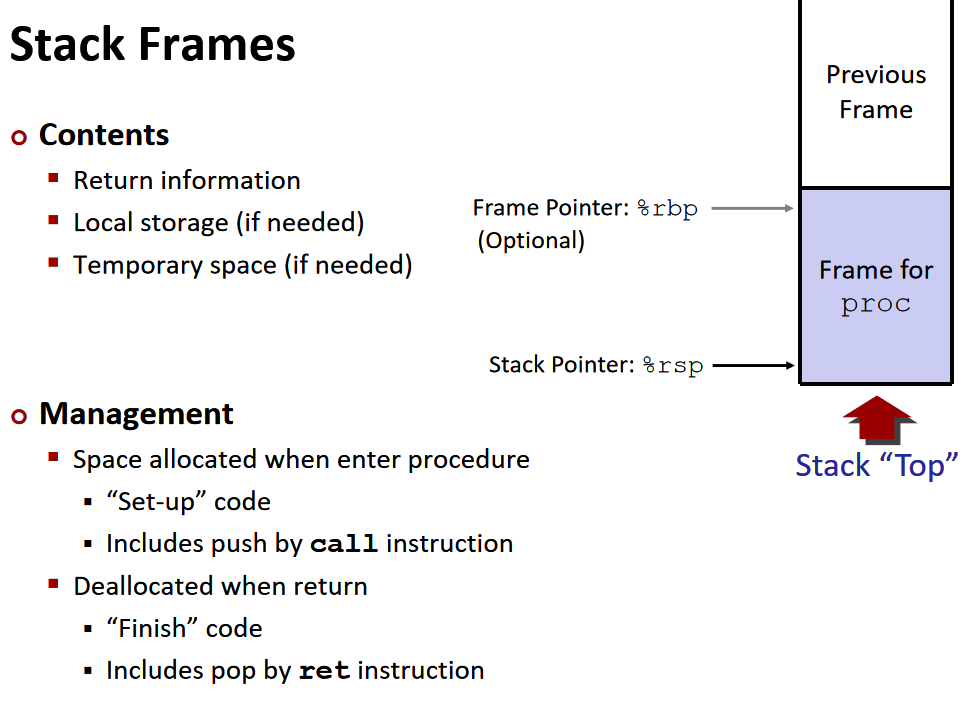 Stack Frames
Contents
Return information
Local storage (if needed)
Temporary space (if needed)
Management
Space allocated when enter procedure
“Set-up” code
Includes push by call instruction
Deallocated when return
“Finish” code
Includes pop by ret instruction
Previous
Frame
Frame Pointer: %rbp
(Optional)
Frame for
proc
Stack Pointer: %rsp
Stack “Top”